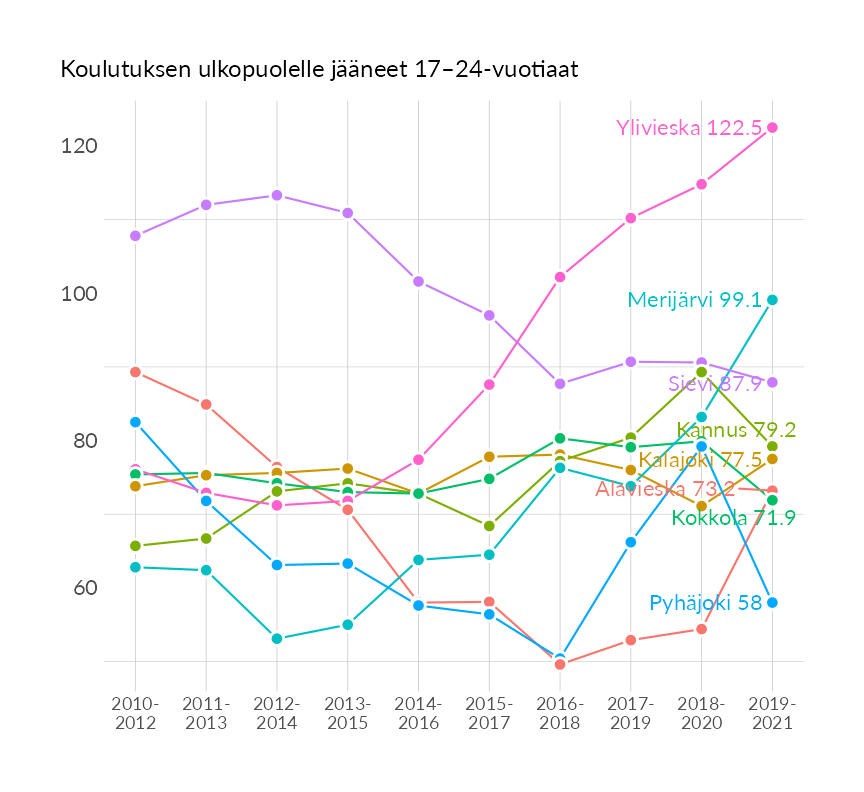 Koulutuksen ulkopuolelle jääneet 17–24-vuotiaat
120
100
80
60
Ylivieska 122.5
Merijärvi 99.1
Sievi 87.9
Kannus 79.2
Kalajoki 77.5
Alavieska 73.2
Kokkola 71.9
Pyhäjoki 58
2010-
2012
2011-
2013
2012-
2014
2013-
2015
2014-
2016
2015-
2017
2016-
2018
2017-
2019
2018-
2020
2019-
2021